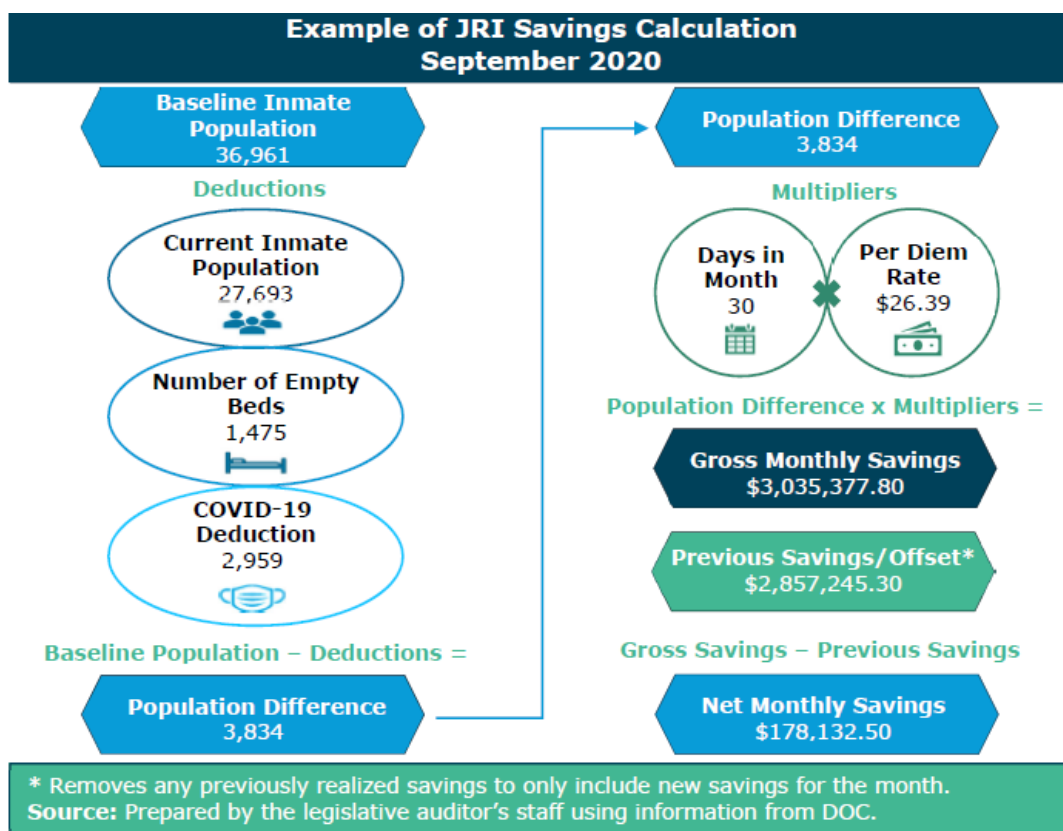 Example of JRI Savings Calculation
September 2020
Baseline Inmate
Population
36,961
Deductions
Current Inmate
Population
27,693
Number of Empty
Beds
1,475
COVID-19
Deduction
2,959
Baseline Population – Deductions =
Population Difference
3,834
Population Difference
3,834
Multipliers
Days in
Month
30
Per Diem
Rate
$26.39
Population Difference x Multipliers =
Gross Monthly Savings
$3,035,377.80
Previous Savings/Offset*
$2,857,245.30
Gross Savings – Previous Savings
Net Monthly Savings
$178,132.50
* Removes any previously realized savings to only include new savings for the month.
Source: Prepared by the legislative auditor's staff using information from DOC.